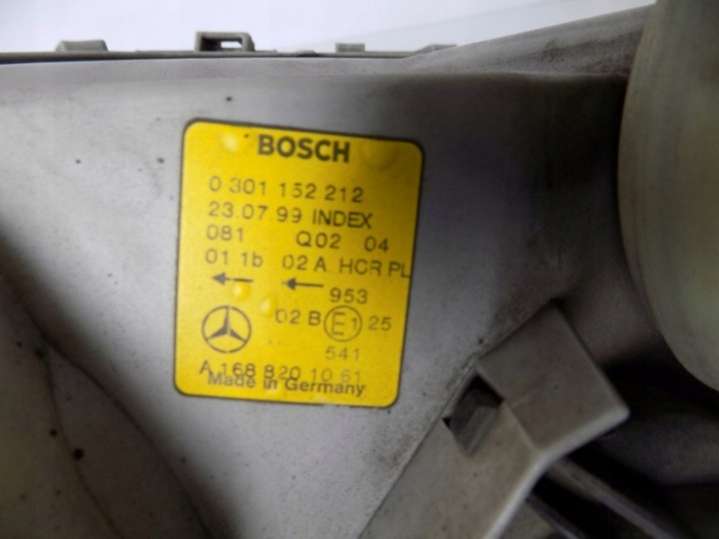 BOSCH
0 301 152 212
23.07.99 INDEX
081 Q02 04
01 1b 02 A HCR PL
953
02 B E1 25
541
A 168 820 10 61
Made in Germany